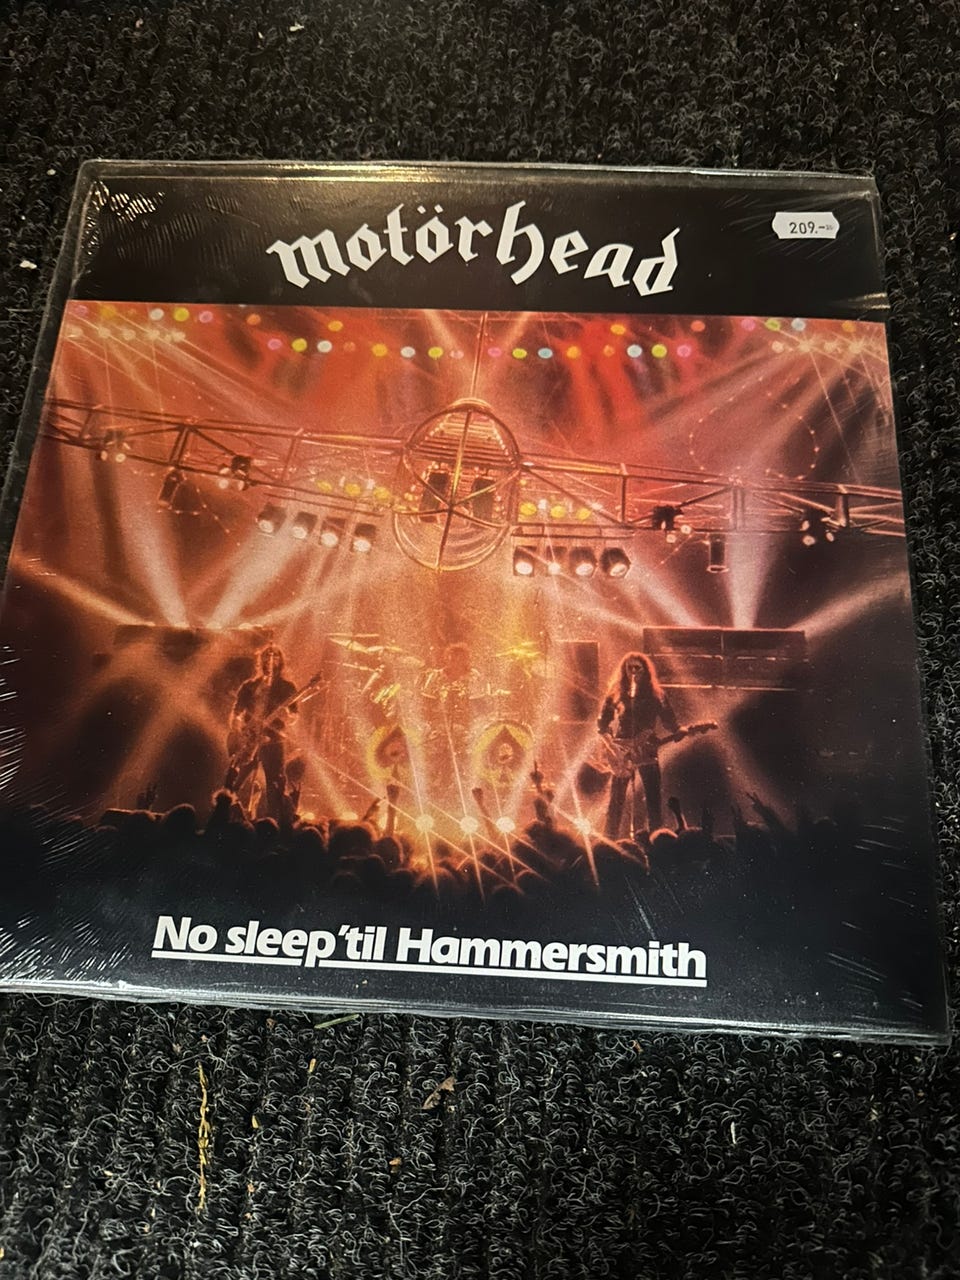 motörhead
209.-
No sleep 'til Hammersmith